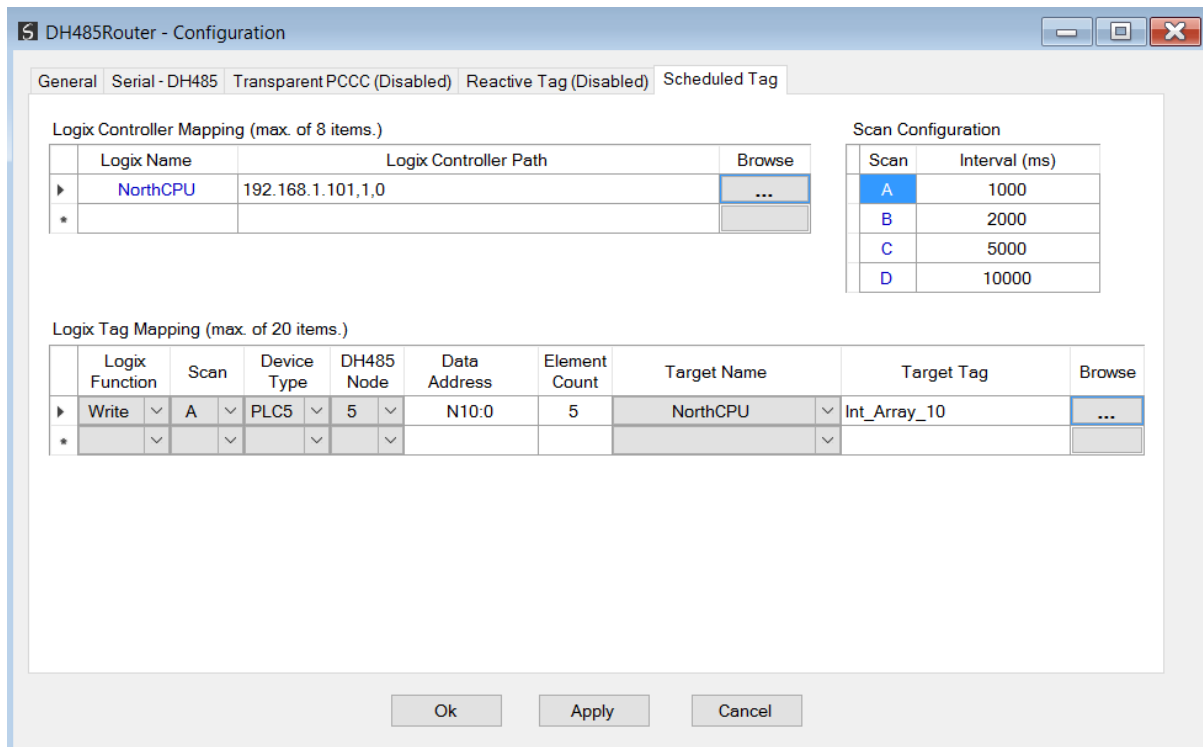 DH485Router - Configuration
General Serial - DH485 Transparent PCCC (Disabled) Reactive Tag (Disabled) Scheduled Tag
Logix Controller Mapping (max. of 8 items.)
Logix Name Logix Controller Path Browse
NorthCPU 192.168.1.101,1,0 ...
Scan Configuration
Scan Interval (ms)
A 1000
B 2000
C 5000
D 10000
Logix Tag Mapping (max. of 20 items.)
Logix Function Scan Device Type DH485 Node Data Address Element Count Target Name Target Tag Browse
Write A PLC5 5 N10:0 5 NorthCPU Int_Array_10 ...
Ok Apply Cancel